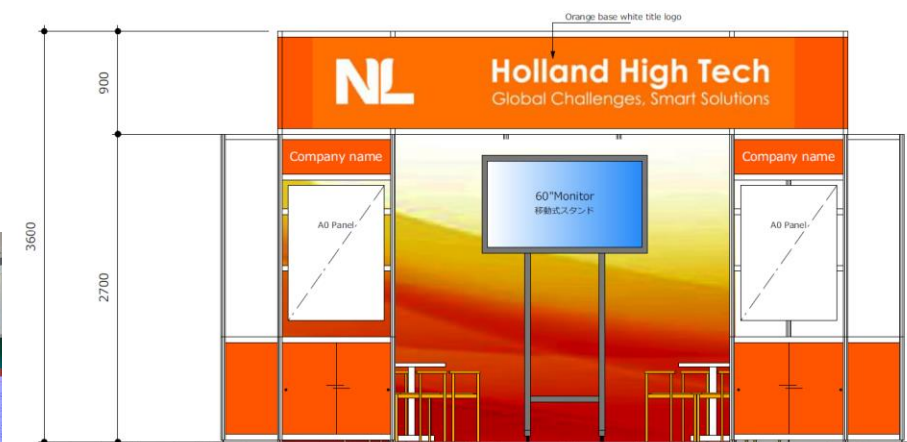 Orange base white title logo
NL
Holland High Tech
Global Challenges, Smart Solutions
900
Company name
Company name
60"Monitor
移動式スタンド
A0 Panel
A0 Panel
3600
2700